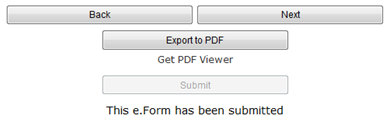 Back Next
Export to PDF
Get PDF Viewer
Submit
This e.Form has been submitted